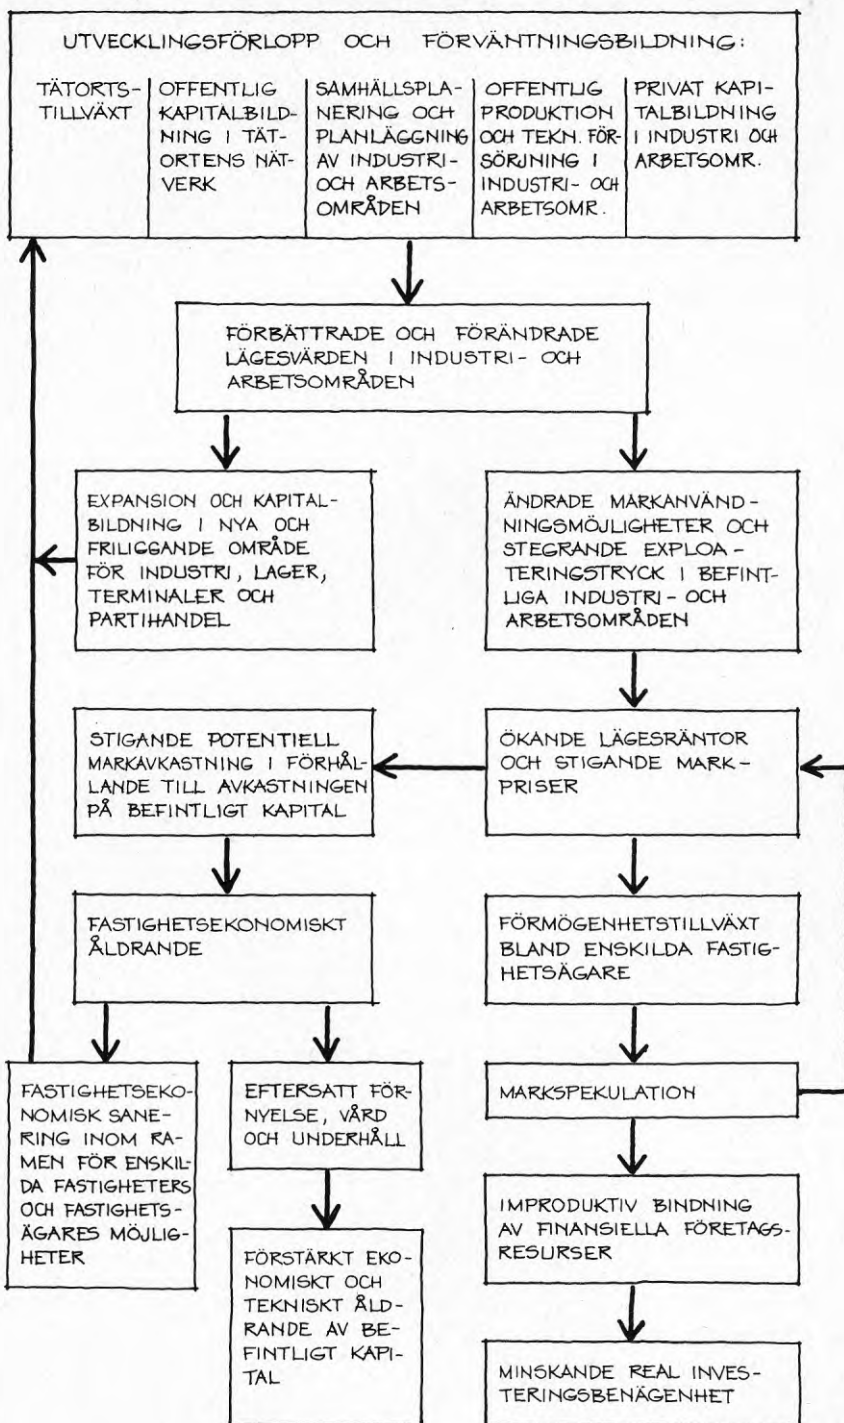 UTVECKLINGSFÖRLOPP OCH FÖRVÄNTNINGSBILDNING:
TÄTORTS-
TILLVÄXT
OFFENTLIG
KAPITALBILD-
NING I TÄT-
ORTENS NÄT-
VERK
SAMHÄLLSPLA-
NERING OCH
PLANLÄGGNING
AV INDUSTRI-
OCH ARBETS-
OMRÅDEN
OFFENTLIG
PRODUKTION
OCH TEKN. FÖR-
SÖRJNING I
INDUSTRI- OCH
ARBETSOMR.
PRIVAT KAPI-
TALBILDNING
I INDUSTRI OCH
ARBETSOMR.
FÖRBÄTTRADE OCH FÖRÄNDRADE
LÄGESVÄRDEN I INDUSTRI- OCH
ARBETSOMRÅDEN
EXPANSION OCH KAPITAL-
BILDNING I NYA OCH
FRILIGGANDE OMRÅDE
FÖR INDUSTRI, LAGER,
TERMINALER OCH
PARTIHANDEL
ÄNDRADE MARKANVÄND-
NINGSMÖJLIGHETER OCH
STEGRANDE EXPLOA-
TERINGSTRYCK I BEFINT-
LIGA INDUSTRI- OCH
ARBETSOMRÅDEN
STIGANDE POTENTIELL
MARKAVKASTNING I FÖRHÅL-
LANDE TILL AVKASTNINGEN
PÅ BEFINTLIGT KAPITAL
ÖKANDE LÄGESRÄNTOR
OCH STIGANDE MARK-
PRISER
FASTIGHETSEKONOMISKT
ÅLDRANDE
FÖRMÖGENHETSTILLVÄXT
BLAND ENSKILDA FASTIG-
HETSÄGARE
FASTIGHETSEKO-
NOMISK SANE-
RING INOM RA-
MEN FÖR ENSKIL-
DA FASTIGHETERS
OCH FASTIGHETS-
ÄGARES MÖJLIG-
HETER
EFTERSATT FÖR-
NYELSE, VÅRD
OCH UNDERHÅLL
MARKSPEKULATION
IMPRODUKTIV BINDNING
AV FINANSIELLA FÖRETAGS-
RESURSER
FÖRSTÄRKT EKO-
NOMISKT OCH
TEKNISKT ÅLD-
RANDE AV BE-
FINTLIGT KAPI-
TAL
MINSKANDE REAL INVES-
TERINGSBENÄGENHET